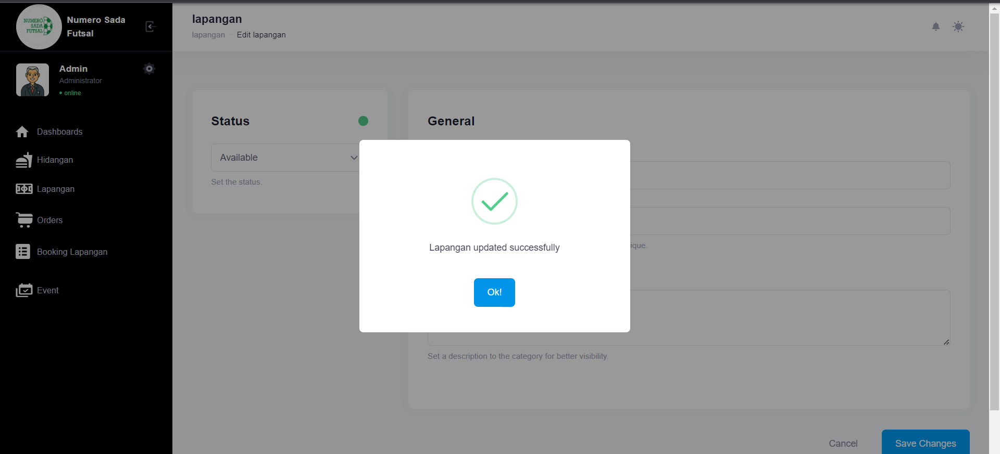 NUMERO
SADA
FUTSAL
Numero Sada
Futsal
Admin
Administrator
online
Dashboards
Hidangan
Lapangan
Orders
Booking Lapangan
Event
lapangan
lapangan - Edit lapangan
Status
Available
Set the status.
General
ique.
Set a description to the category for better visibility.
Lapangan updated successfully
Ok!
Cancel
Save Changes